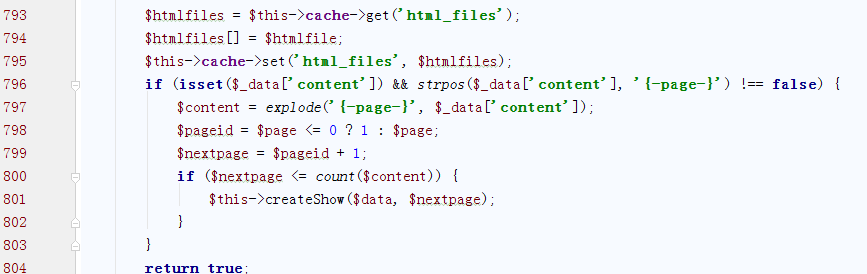 793 $htmlfiles = $this->cache->get('html_files');
794 $htmlfiles[] = $htmlfile;
795 $this->cache->set('html_files', $htmlfiles);
796 if (isset($_data['content']) && strpos($_data['content'], '{-page-}') !== false) {
797 $content = explode('{-page-}', $_data['content']);
798 $pageid = $page <= 0 ? 1 : $page;
799 $nextpage = $pageid + 1;
800 if ($nextpage <= count($content)) {
801 $this->createShow($data, $nextpage);
802 }
803 }
804 return true;